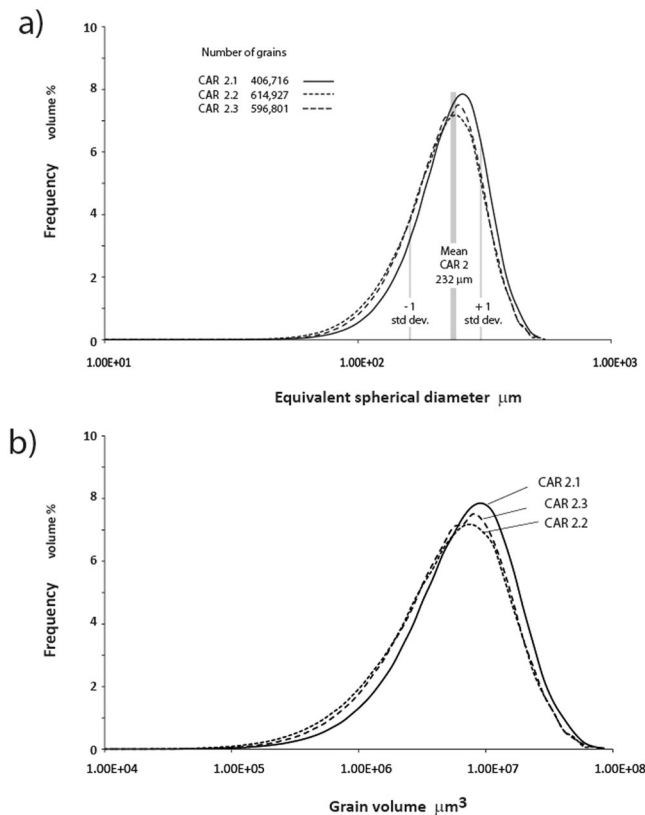 a)
10
8
6
4
2
0
Frequency volume %
Number of grains
CAR 2.1 406,716
CAR 2.2 614,927
CAR 2.3 596,801
Mean
CAR 2
232 μm
- 1
std dev.
+ 1
std dev.
1.00E+01 1.00E+02 1.00E+03
Equivalent spherical diameter μm
b)
10
8
6
4
2
0
Frequency volume %
CAR 2.1
CAR 2.3
CAR 2.2
1.00E+04 1.00E+05 1.00E+06 1.00E+07 1.00E+08
Grain volume μm³